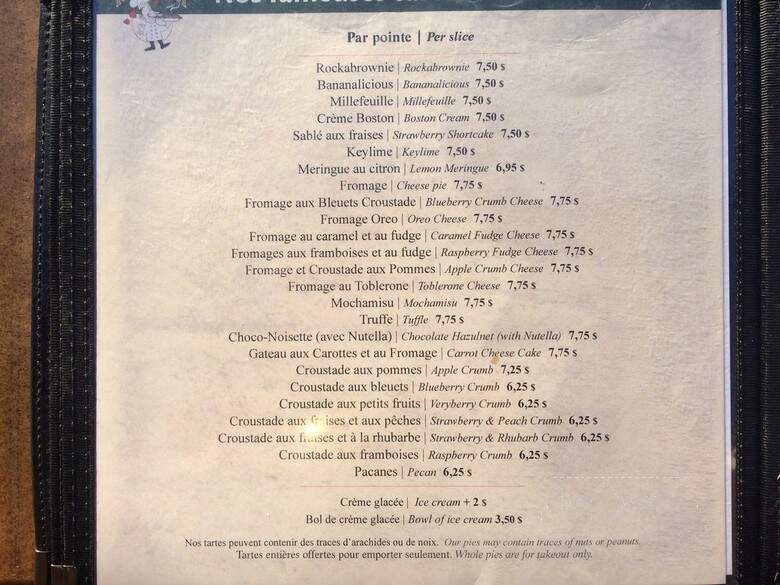 Par pointe | Per slice
Rockabrownie | Rockabrownie 7,50 $
Bananalicious | Bananalicious 7,50 $
Millefeuille | Millefeuille 7,50 $
Crème Boston | Boston Cream 7,50 $
Sablé aux fraises | Strawberry Shortcake 7,50 $
Keylime | Keylime 7,50 $
Meringue au citron | Lemon Meringue 6,95 $
Fromage | Cheese pie 7,75 $
Fromage aux Bleuets Croustade | Blueberry Crumb Cheese 7,75 $
Fromage Oreo | Oreo Cheese 7,75 $
Fromage au caramel et au fudge | Caramel Fudge Cheese 7,75 $
Fromages aux framboises et au fudge | Raspberry Fudge Cheese 7,75 $
Fromage et Croustade aux Pommes | Apple Crumb Cheese 7,75 $
Fromage au Toblerone | Toblerone Cheese 7,75 $
Mochamisu | Mochamisu 7,75 $
Truffe | Tuffle 7,75 $
Choco-Noisette (avec Nutella) | Chocolate Hazulnet (with Nutella) 7,75 $
Gateau aux Carottes et au Fromage | Carrot Cheese Cake 7,75 $
Croustade aux pommes | Apple Crumb 7,25 $
Croustade aux bleuets | Blueberry Crumb 6,25 $
Croustade aux petits fruits | Veryberry Crumb 6,25 $
Croustade aux fraises et aux pêches | Strawberry & Peach Crumb 6,25 $
Croustade aux fraises et à la rhubarbe | Strawberry & Rhubarb Crumb 6,25 $
Croustade aux framboises | Raspberry Crumb 6,25 $
Pacanes | Pecan 6,25 $
Crème glacée | Ice cream + 2 $
Bol de crème glacée | Bowl of ice cream 3,50 $
Nos tartes peuvent contenir des traces d'arachides ou de noix. Our pies may contain traces of nuts or peanuts.
Tartes entières offertes pour emporter seulement. Whole pies are for takeout only.